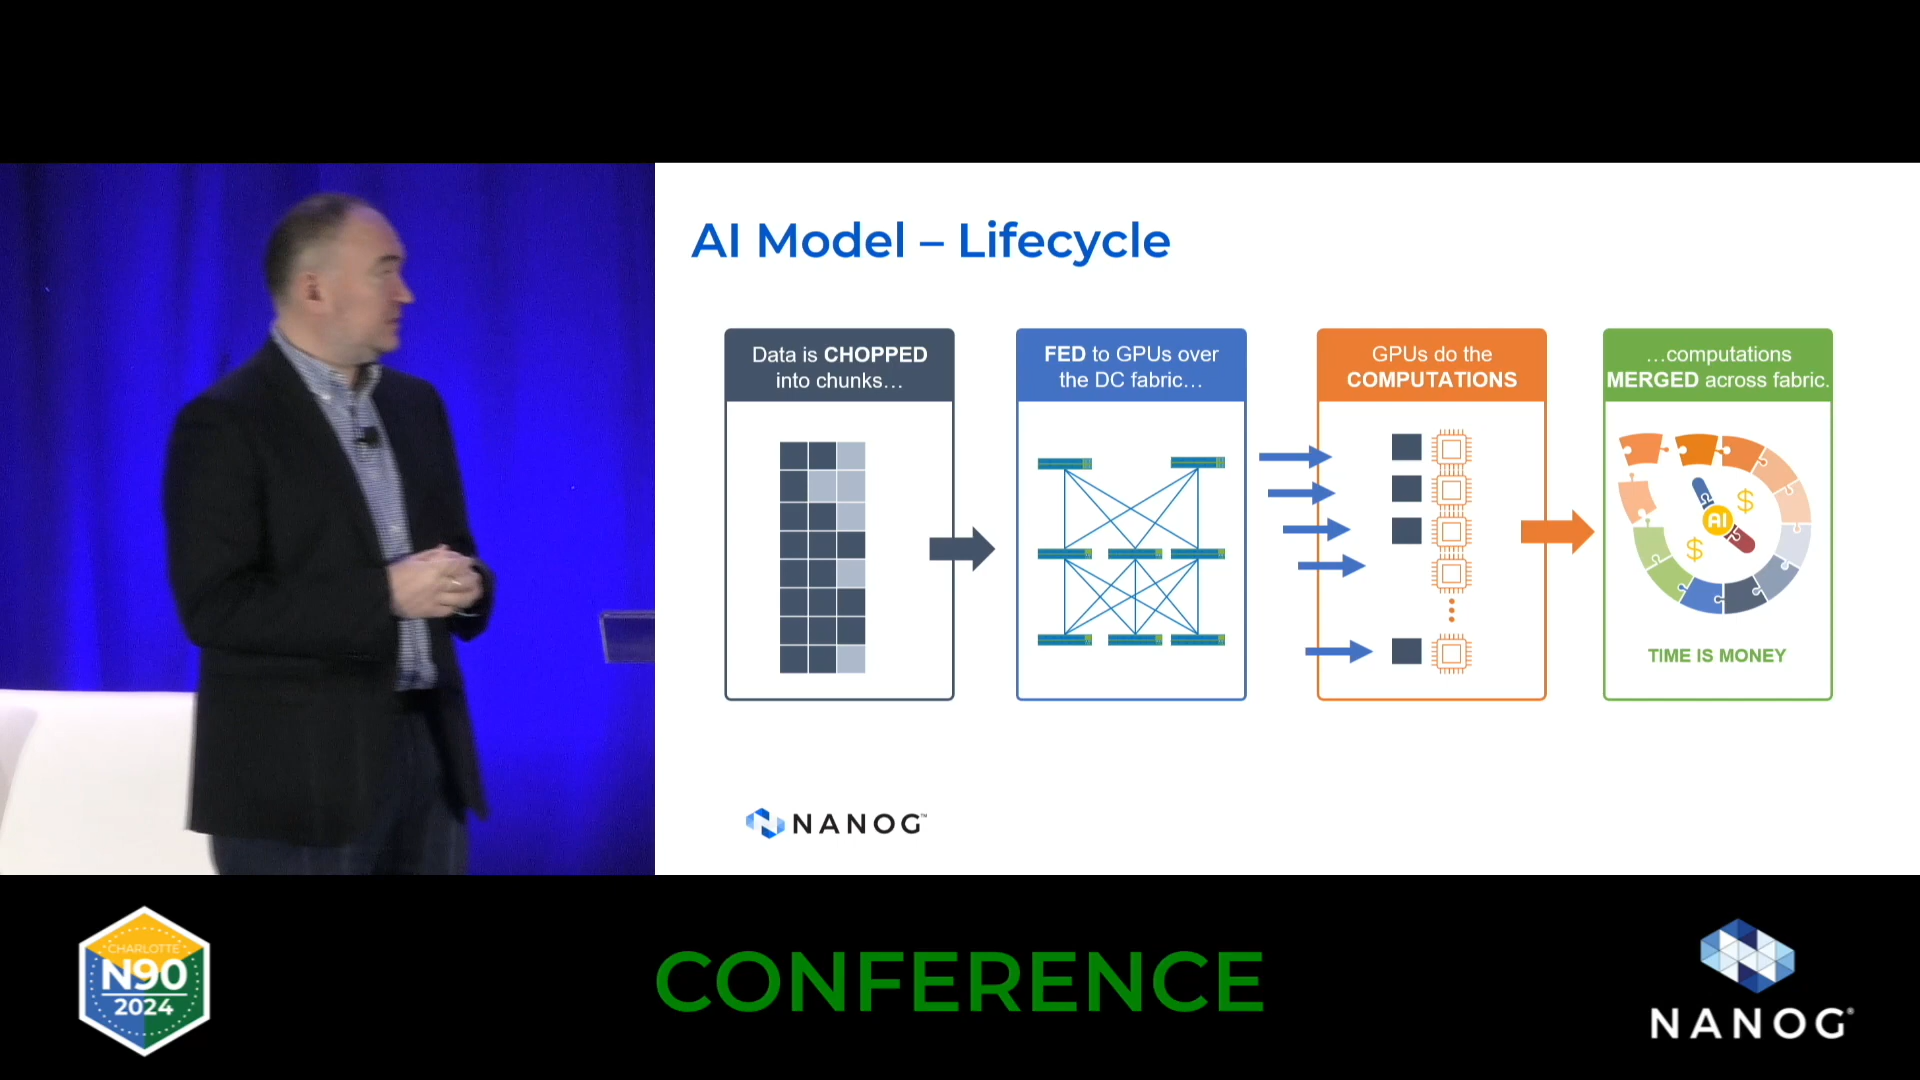 AI Model – Lifecycle
Data is CHOPPED
into chunks…
FED to GPUs over
the DC fabric…
GPUs do the
COMPUTATIONS
…computations
MERGED across fabric.
AI
$
$
TIME IS MONEY
NANOG™
CHARLOTTE
N90
2024
CONFERENCE
NANOG®